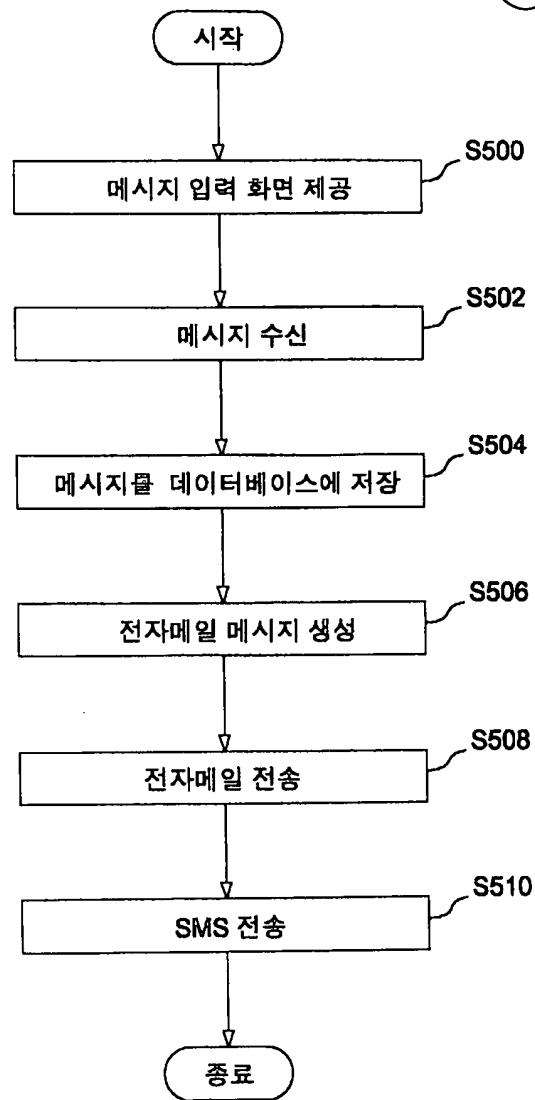 시작
S500
메시지 입력 화면 제공
S502
메시지 수신
S504
메시지를 데이터베이스에 저장
S506
전자메일 메시지 생성
S508
전자메일 전송
S510
SMS 전송
종료